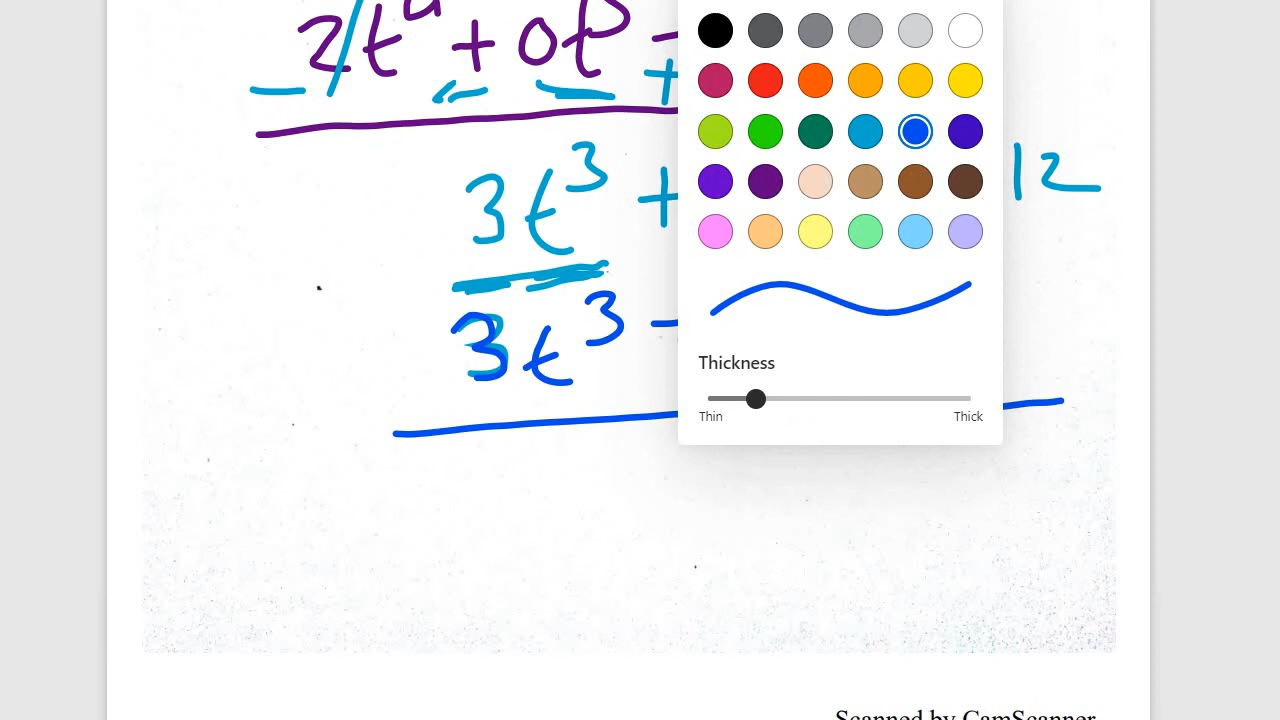 2t⁴ + 0t³ -
- - - +
3t³ + 12
3t³ -
Thickness
Thin Thick
Scanned by CamScanner